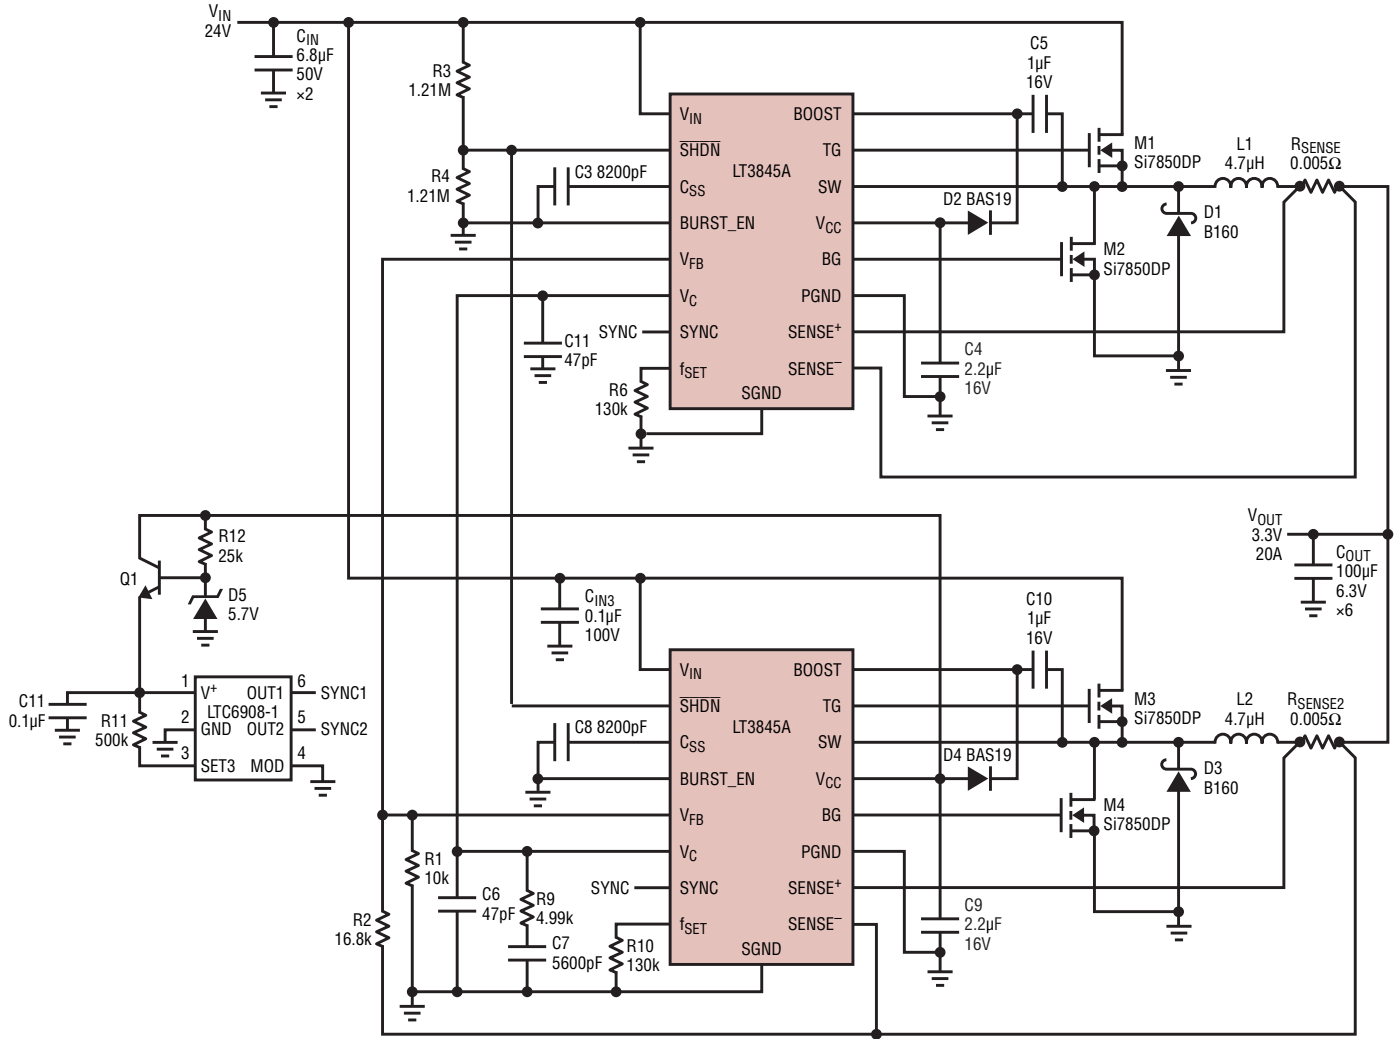 VIN
24V
CIN
6.8µF
50V
×2
R3
1.21M
R4
1.21M
C3 8200pF
C11
47pF
SYNC
R6
130k
VIN
SHDN
CSS
BURST_EN
VFB
VC
SYNC
fSET
SGND
LT3845A
BOOST
TG
SW
VCC
BG
PGND
SENSE+
SENSE–
C5
1µF
16V
D2 BAS19
C4
2.2µF
16V
M1
Si7850DP
M2
Si7850DP
D1
B160
L1
4.7µH
RSENSE
0.005Ω
VOUT
3.3V
20A
COUT
100µF
6.3V
×6
R12
25k
Q1
D5
5.7V
C11
0.1µF
R11
500k
1
2
3
V+
GND
SET3
LTC6908-1
OUT1
OUT2
MOD
6
5
4
SYNC1
SYNC2
CIN3
0.1µF
100V
C8 8200pF
R1
10k
R2
16.8k
C6
47pF
R9
4.99k
C7
5600pF
SYNC
R10
130k
VIN
SHDN
CSS
BURST_EN
VFB
VC
SYNC
fSET
SGND
LT3845A
BOOST
TG
SW
VCC
BG
PGND
SENSE+
SENSE–
C10
1µF
16V
D4 BAS19
C9
2.2µF
16V
M3
Si7850DP
M4
Si7850DP
D3
B160
L2
4.7µH
RSENSE2
0.005Ω